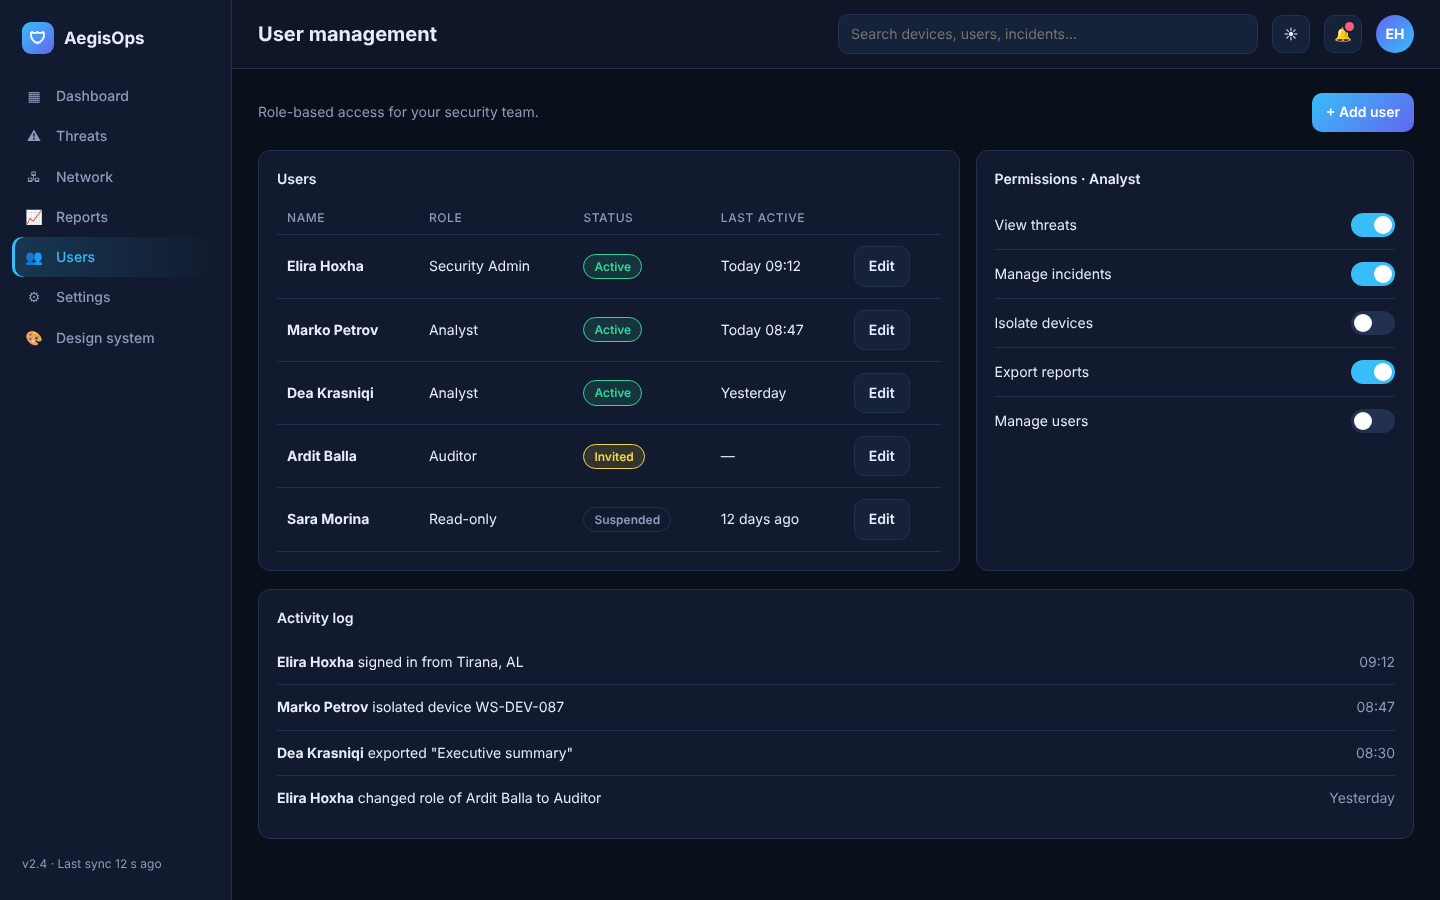 AegisOps
User management
Search devices, users, incidents...
EH
Dashboard
Threats
Network
Reports
Users
Settings
Design system
v2.4 · Last sync 12 s ago
Role-based access for your security team.
+ Add user
Users
NAME ROLE STATUS LAST ACTIVE
Elira Hoxha Security Admin Active Today 09:12 Edit
Marko Petrov Analyst Active Today 08:47 Edit
Dea Krasniqi Analyst Active Yesterday Edit
Ardit Balla Auditor Invited — Edit
Sara Morina Read-only Suspended 12 days ago Edit
Permissions · Analyst
View threats
Manage incidents
Isolate devices
Export reports
Manage users
Activity log
Elira Hoxha signed in from Tirana, AL 09:12
Marko Petrov isolated device WS-DEV-087 08:47
Dea Krasniqi exported "Executive summary" 08:30
Elira Hoxha changed role of Ardit Balla to Auditor Yesterday